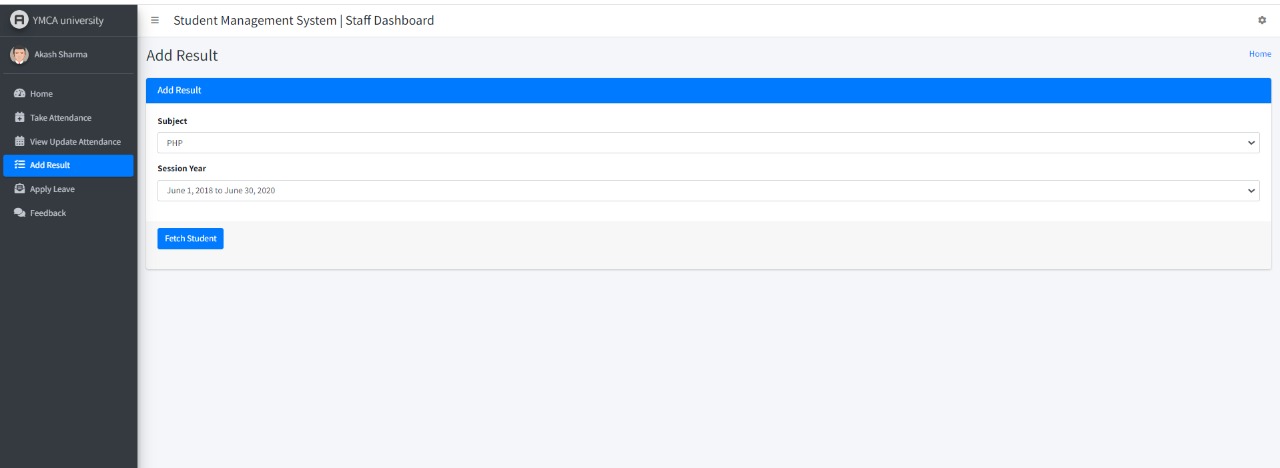 YMCA university
Student Management System | Staff Dashboard
Akash Sharma
Add Result
Home
Home
Take Attendance
View Update Attendance
Add Result
Apply Leave
Feedback
Add Result
Subject
PHP
Session Year
June 1, 2018 to June 30, 2020
Fetch Student